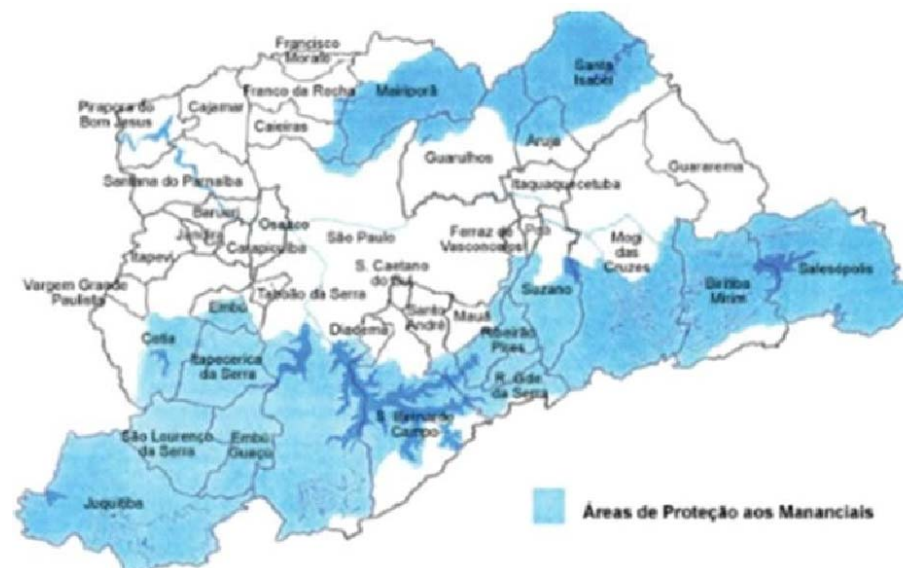 Francisco
Morato
Santa
Isabel
Franco da Rocha
Mairiporã
Pirapora do
Bom Jesus
Cajamar
Caieiras
Arujá
Guarulhos
Guararema
Santana do Parnaíba
Itaquaquecetuba
Barueri
Osasco
Jandira
Carapicuíba
São Paulo
Ferraz de
Vasconcelos
Poá
Mogi
das
Cruzes
Itapevi
Vargem Grande
Paulista
S. Caetano
do Sul
Taboão da Serra
Suzano
Biritiba
Mirim
Salesópolis
Embú
Santo
André
Mauá
Diadema
Ribeirão
Pires
Cotia
Itapecerica
da Serra
R. Gde.
da Serra
S. Bernardo
Campo
São Lourenço
da Serra
Embú
Guaçú
Juquitiba
Áreas de Proteção aos Mananciais